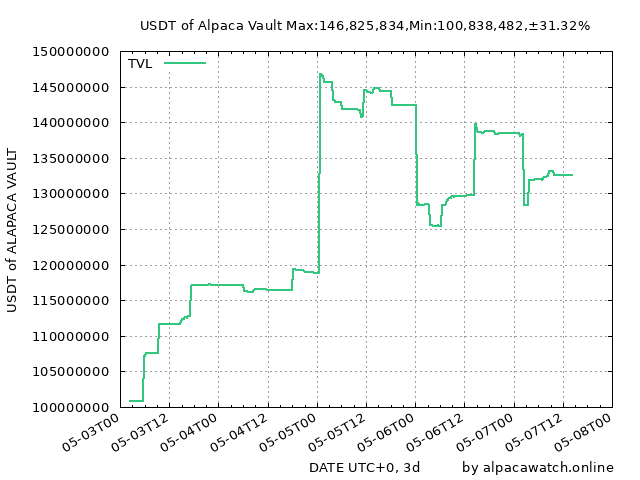 USDT of Alpaca Vault Max:146,825,834,Min:100,838,482,±31.32%
USDT of ALAPACA VAULT
TVL
150000000
145000000
140000000
135000000
130000000
125000000
120000000
115000000
110000000
105000000
100000000
05-03T00
05-03T12
05-04T00
05-04T12
05-05T00
05-05T12
05-06T00
05-06T12
05-07T00
05-07T12
05-08T00
DATE UTC+0, 3d
by alpacawatch.online